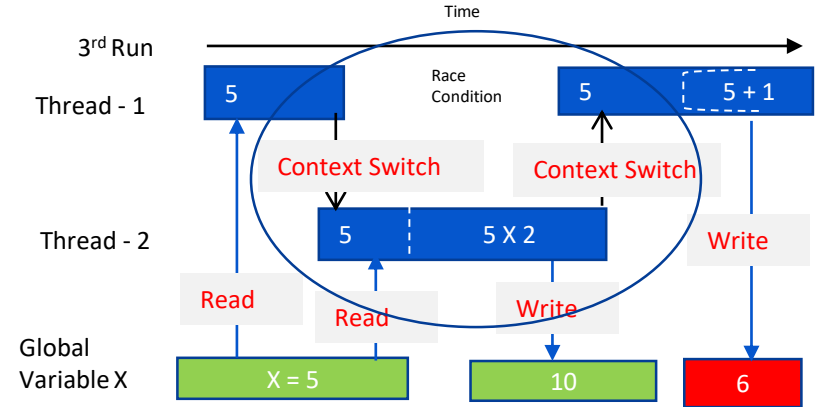 Time
3rd Run
Race
Condition
Thread - 1
5
5
5 + 1
Context Switch
Context Switch
Thread - 2
5
5 X 2
Write
Read
Read
Write
Global
Variable X
X = 5
10
6